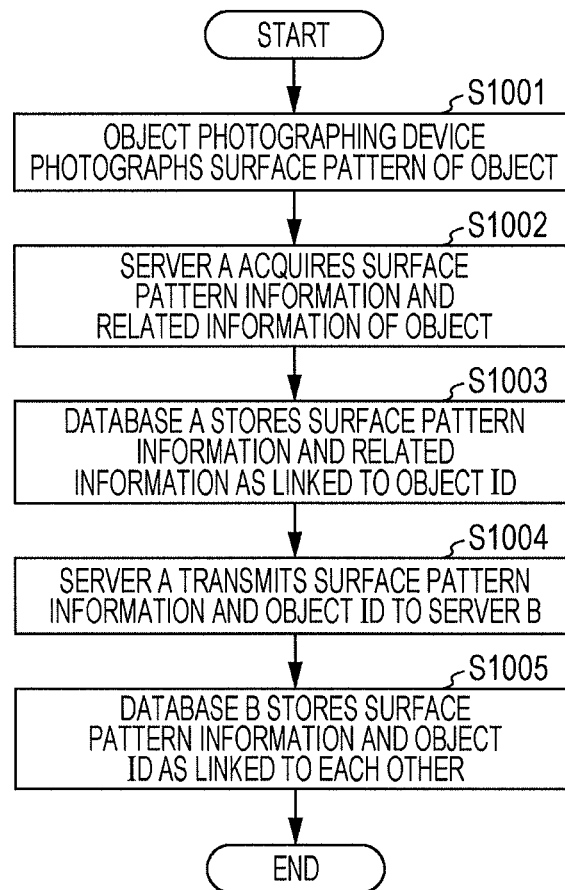 START
S1001
OBJECT PHOTOGRAPHING DEVICE
PHOTOGRAPHS SURFACE PATTERN OF OBJECT
S1002
SERVER A ACQUIRES SURFACE
PATTERN INFORMATION AND
RELATED INFORMATION OF OBJECT
S1003
DATABASE A STORES SURFACE PATTERN
INFORMATION AND RELATED
INFORMATION AS LINKED TO OBJECT ID
S1004
SERVER A TRANSMITS SURFACE PATTERN
INFORMATION AND OBJECT ID TO SERVER B
S1005
DATABASE B STORES SURFACE
PATTERN INFORMATION AND OBJECT
ID AS LINKED TO EACH OTHER
END